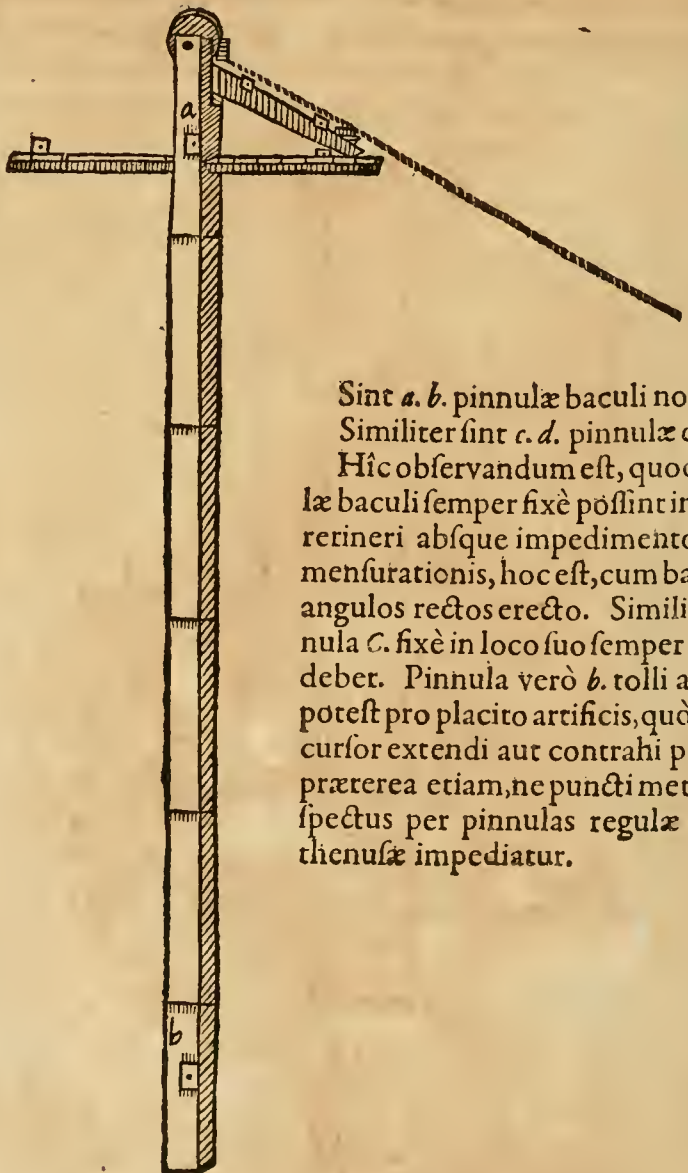 a
b
Sint a. b. pinnulæ baculi no
Similiter ſint c. d. pinnulæ c
Hîc obſervandum eſt, quod
læ baculi ſemper fixè poſſint in
retineri abſque impedimento
menſurationis, hoc eſt, cum ba
angulos rectos erecto. Simili
nula C. fixè in loco ſuo ſemper
debet. Pinnula verò b. tolli a
poteſt pro placito artificis, quò
curſor extendi aut contrahi p
præterea etiam, ne puncti met
ſpectus per pinnulas regulæ
thenuſæ impediatur.